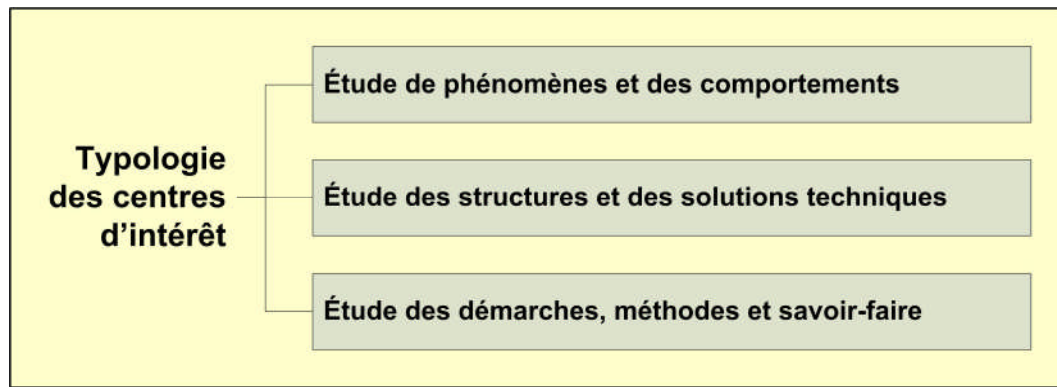 Typologie
des centres
d'intérêt
Étude de phénomènes et des comportements
Étude des structures et des solutions techniques
Étude des démarches, méthodes et savoir-faire